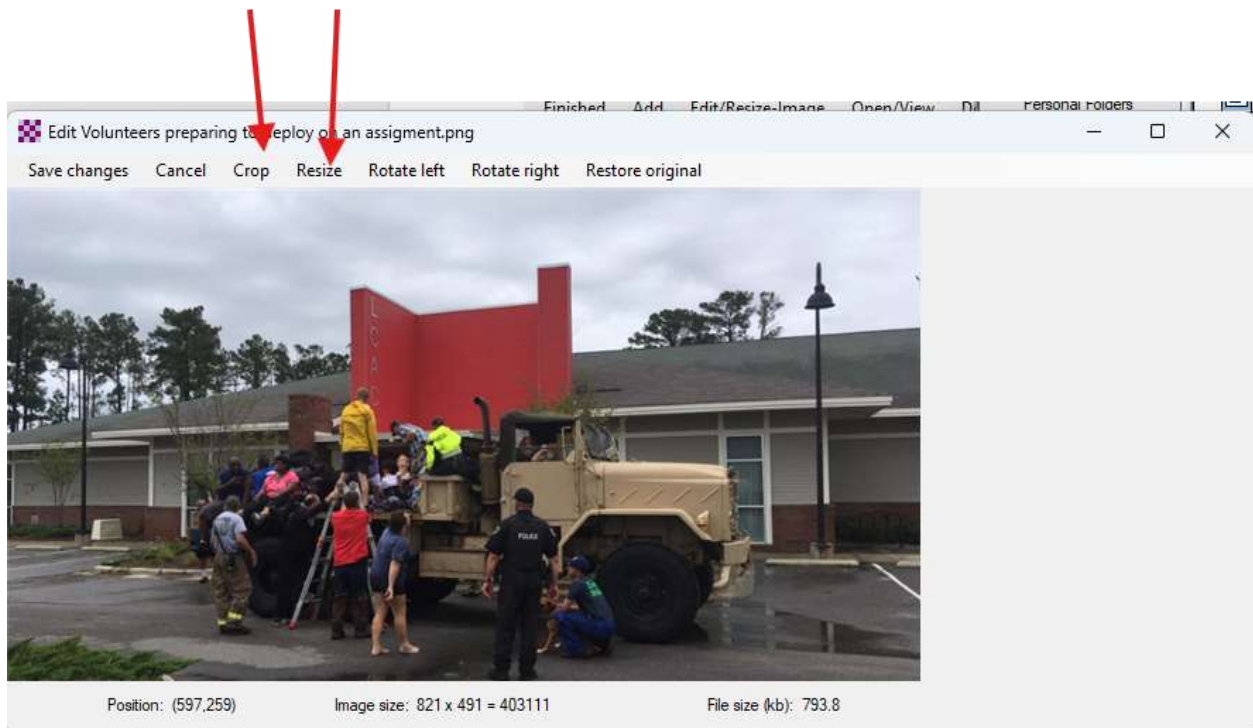 Finished Add Edit/Resize-Image Open/View Personal Folders
Edit Volunteers preparing to deploy on an assigment.png
Save changes Cancel Crop Resize Rotate left Rotate right Restore original
L
C
A
C
POLICE
Position: (597,259) Image size: 821 x 491 = 403111 File size (kb): 793.8